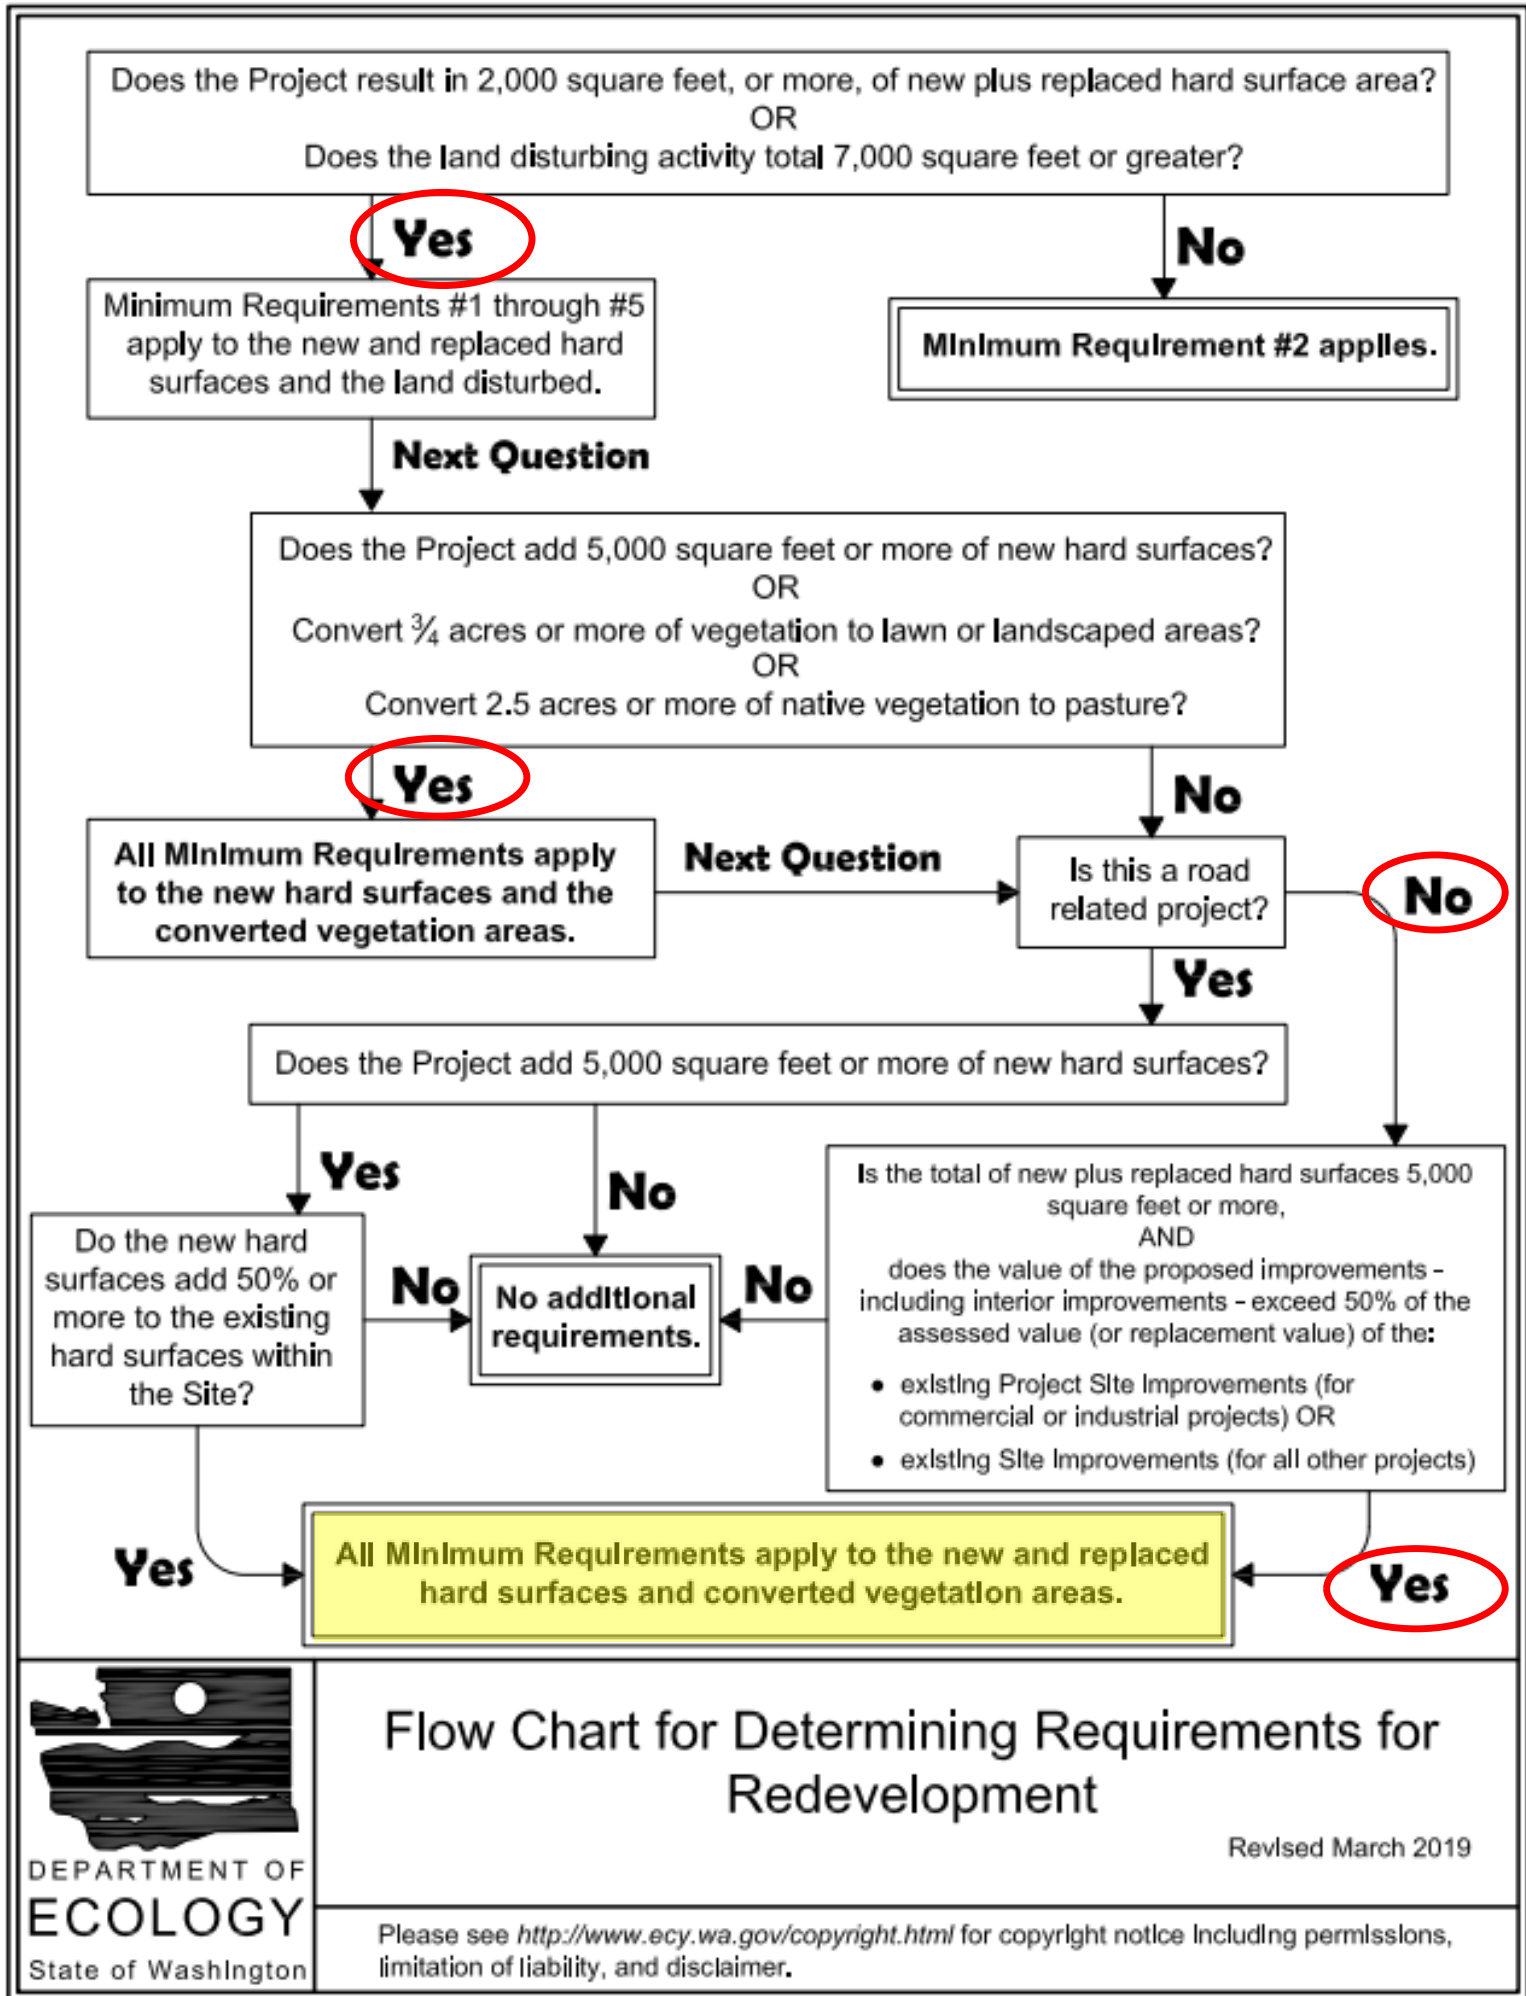 Does the Project result in 2,000 square feet, or more, of new plus replaced hard surface area?
OR
Does the land disturbing activity total 7,000 square feet or greater?
Yes
No
Minimum Requirements #1 through #5
apply to the new and replaced hard
surfaces and the land disturbed.
Minimum Requirement #2 applies.
Next Question
Does the Project add 5,000 square feet or more of new hard surfaces?
OR
Convert ¾ acres or more of vegetation to lawn or landscaped areas?
OR
Convert 2.5 acres or more of native vegetation to pasture?
Yes
No
All Minimum Requirements apply
to the new hard surfaces and the
converted vegetation areas.
Next Question
Is this a road
related project?
No
Yes
Does the Project add 5,000 square feet or more of new hard surfaces?
Yes
No
Do the new hard
surfaces add 50% or
more to the existing
hard surfaces within
the Site?
No
No additional
requirements.
No
Is the total of new plus replaced hard surfaces 5,000
square feet or more,
AND
does the value of the proposed improvements –
including interior improvements – exceed 50% of the
assessed value (or replacement value) of the:
• existing Project Site Improvements (for
commercial or industrial projects) OR
• existing Site Improvements (for all other projects)
Yes
All Minimum Requirements apply to the new and replaced
hard surfaces and converted vegetation areas.
Yes
DEPARTMENT OF
ECOLOGY
State of Washington
Flow Chart for Determining Requirements for
Redevelopment
Revised March 2019
Please see http://www.ecy.wa.gov/copyright.html for copyright notice including permissions,
limitation of liability, and disclaimer.